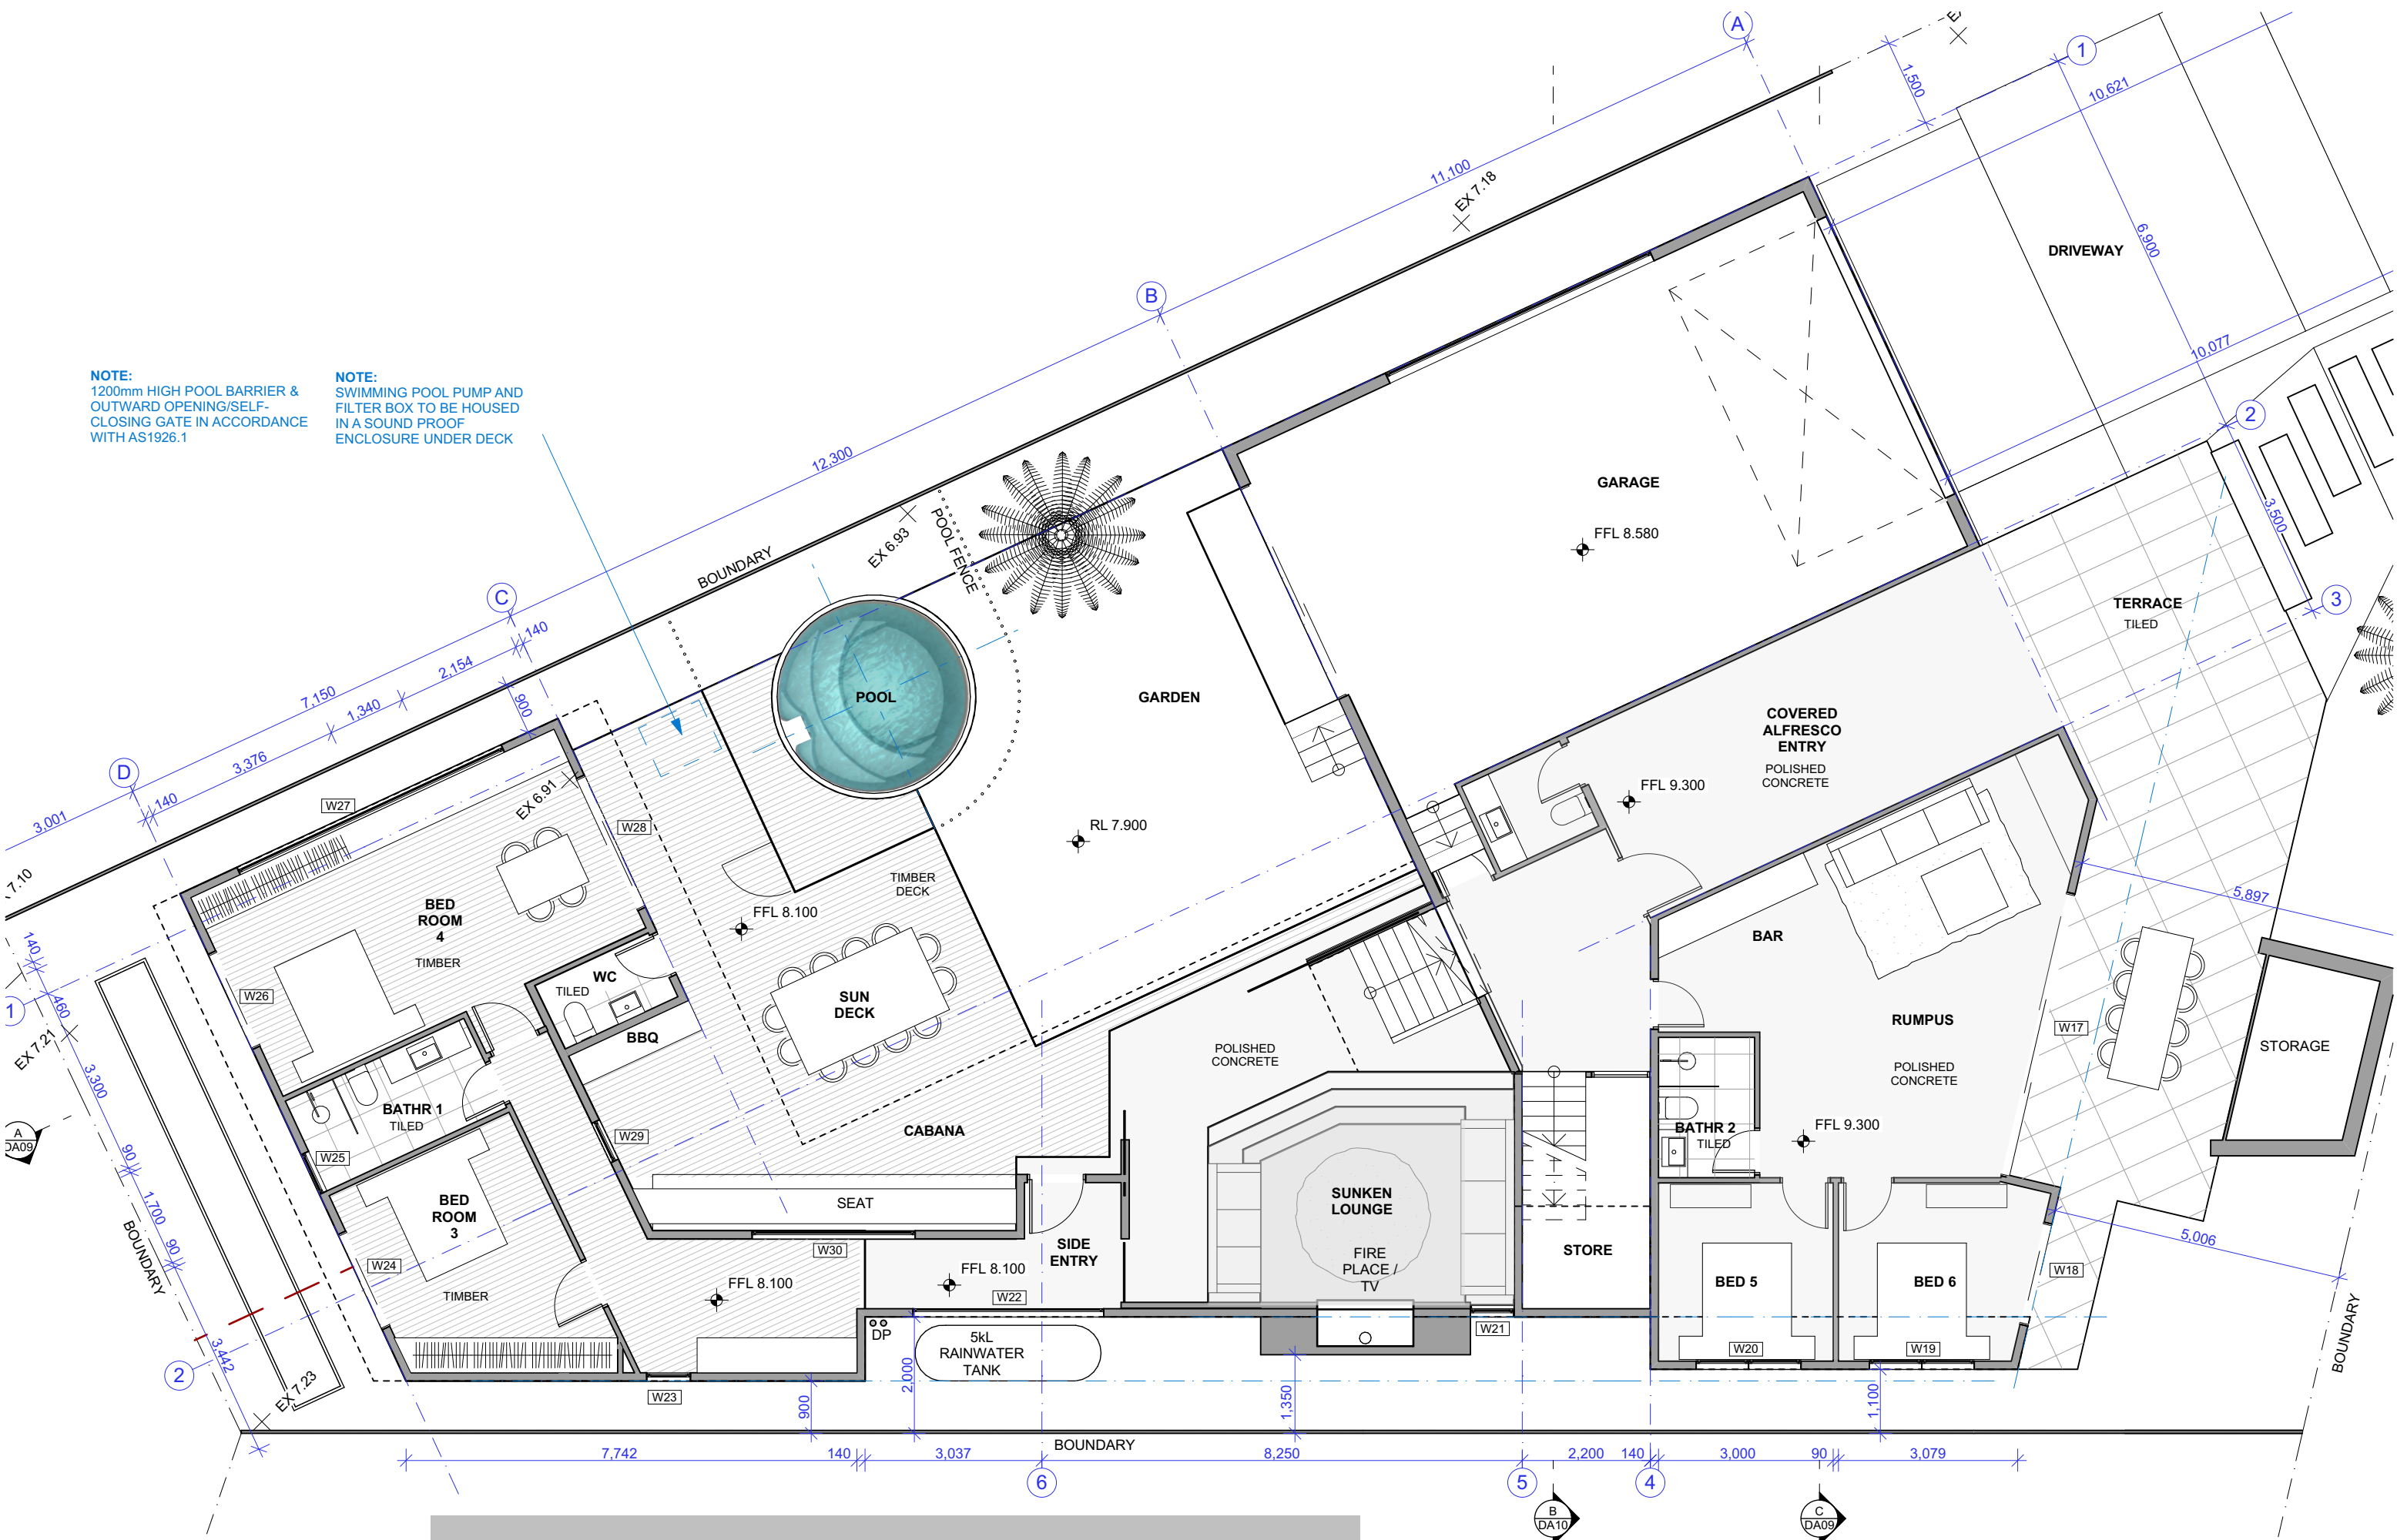 A
1
1,500
10,621
11,100
EX 7.18
6,900
DRIVEWAY
B
10,077
NOTE:
1200mm HIGH POOL BARRIER &
OUTWARD OPENING/SELF-
CLOSING GATE IN ACCORDANCE
WITH AS1926.1
NOTE:
SWIMMING POOL PUMP AND
FILTER BOX TO BE HOUSED
IN A SOUND PROOF
ENCLOSURE UNDER DECK
2
12,300
GARAGE
3,500
FFL 8.580
EX 6.93
POOL FENCE
BOUNDARY
C
3
TERRACE
TILED
140
2,154
7,150
1,340
900
POOL
GARDEN
COVERED
ALFRESCO
ENTRY
POLISHED
CONCRETE
D
3,376
140
3,001
W27
EX 6.91
W28
FFL 9.300
RL 7.900
7.10
TIMBER
DECK
BED
ROOM
4
TIMBER
FFL 8.100
5,897
BAR
140
460
1
EX 7.21
W26
WC
TILED
SUN
DECK
BBQ
RUMPUS
W17
STORAGE
POLISHED
CONCRETE
POLISHED
CONCRETE
3,300
A
DA09
BATHR 1
TILED
W29
CABANA
BATHR 2
TILED
FFL 9.300
W25
90
1,700
90
BED
ROOM
3
SEAT
SUNKEN
LOUNGE
BOUNDARY
W30
SIDE
ENTRY
STORE
FIRE
PLACE /
TV
5,006
W24
FFL 8.100
FFL 8.100
W18
BED 5
BED 6
TIMBER
W22
DP
5kL
RAINWATER
TANK
W21
W20
W19
BOUNDARY
3,442
2
EX 7.23
W23
900
2,000
1,350
1,100
BOUNDARY
7,742
140
3,037
8,250
2,200
140
3,000
90
3,079
6
5
4
B
DA10
C
DA09